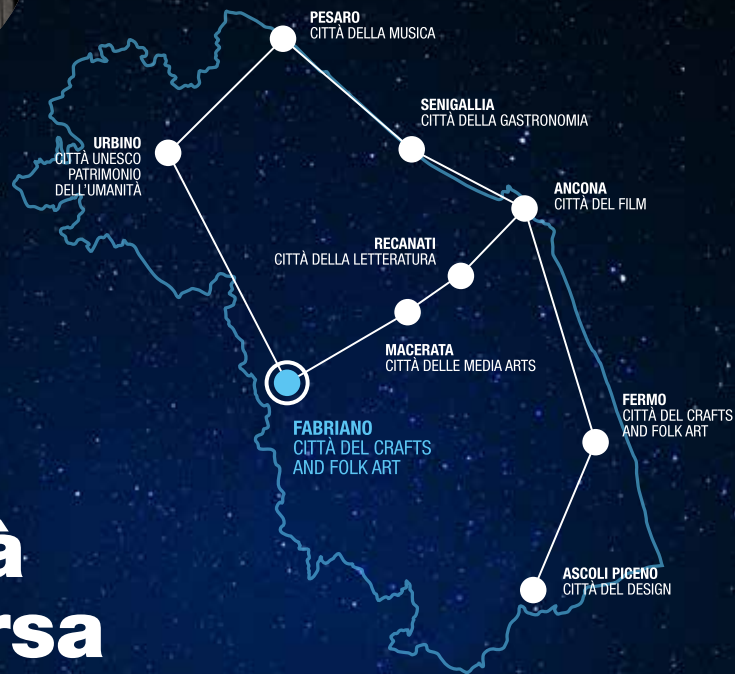 PESARO
CITTÀ DELLA MUSICA
SENIGALLIA
CITTÀ DELLA GASTRONOMIA
URBINO
CITTÀ UNESCO
PATRIMONIO
DELL'UMANITÀ
ANCONA
CITTÀ DEL FILM
RECANATI
CITTÀ DELLA LETTERATURA
MACERATA
CITTÀ DELLE MEDIA ARTS
FERMO
CITTÀ DEL CRAFTS
AND FOLK ART
FABRIANO
CITTÀ DEL CRAFTS
AND FOLK ART
ASCOLI PICENO
CITTÀ DEL DESIGN
à
rsa